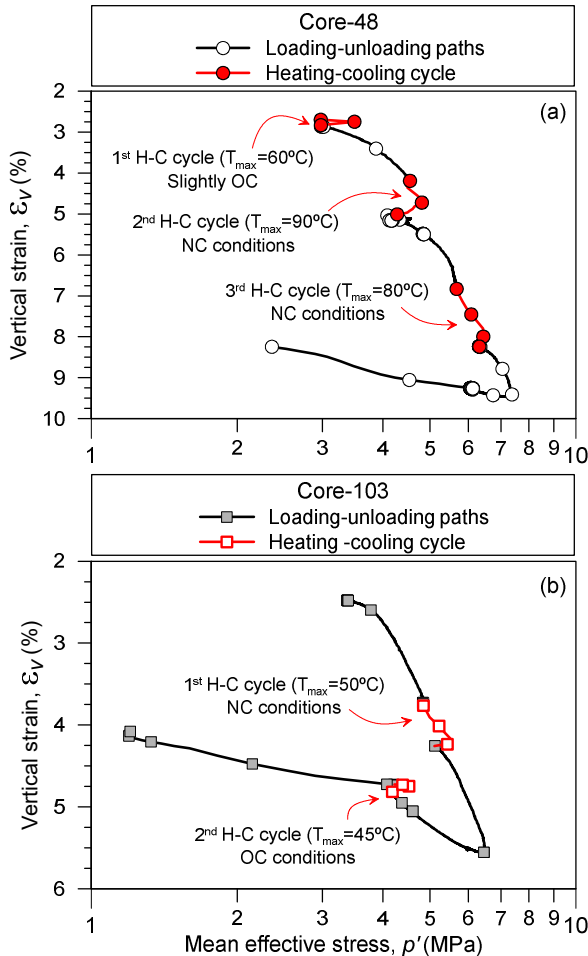 Core-48
Loading-unloading paths
Heating-cooling cycle
(a)
2
3
4
5
6
7
8
9
10
Vertical strain, εv (%)
1st H-C cycle (Tmax=60ºC)
Slightly OC
2nd H-C cycle (Tmax=90ºC)
NC conditions
3rd H-C cycle (Tmax=80ºC)
NC conditions
1 2 3 4 5 6 7 8 9 10
Core-103
Loading-unloading paths
Heating -cooling cycle
(b)
2
3
4
5
6
Vertical strain, εv (%)
1st H-C cycle (Tmax=50ºC)
NC conditions
2nd H-C cycle (Tmax=45ºC)
OC conditions
1 2 3 4 5 6 7 8 9 10
Mean effective stress, p′(MPa)